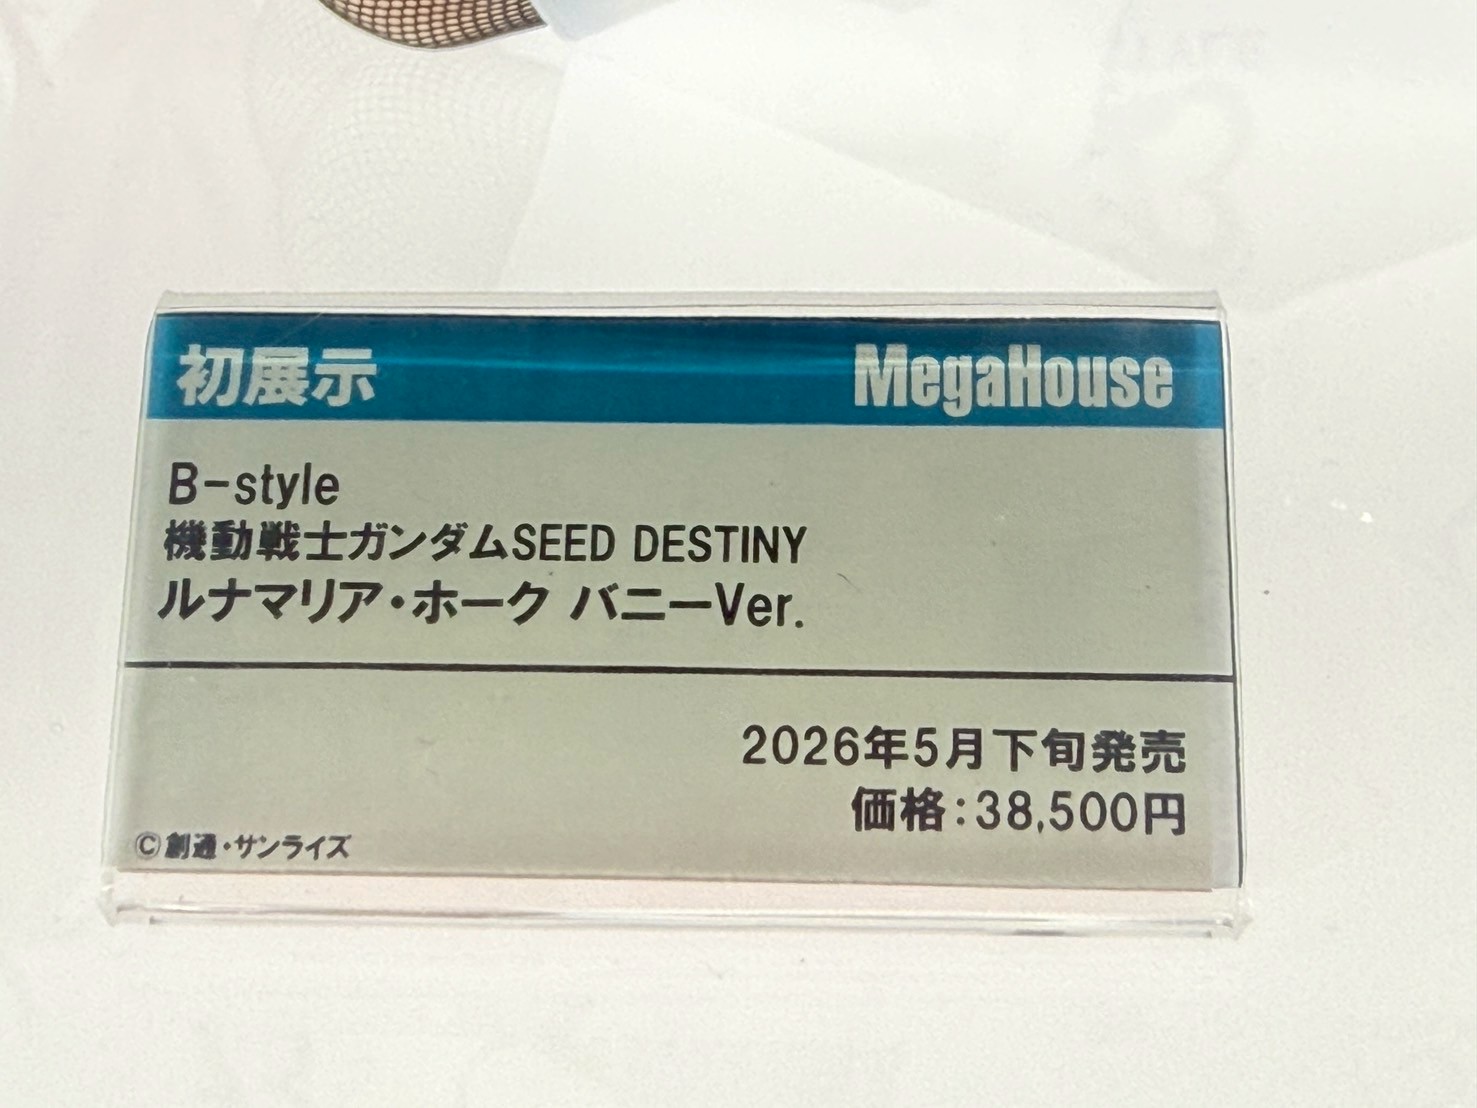 初展示
MegaHouse
B-style
機動戦士ガンダムSEED DESTINY
ルナマリア・ホーク バニーVer.
2026年5月下旬発売
価格:38,500円
©創通・サンライズ